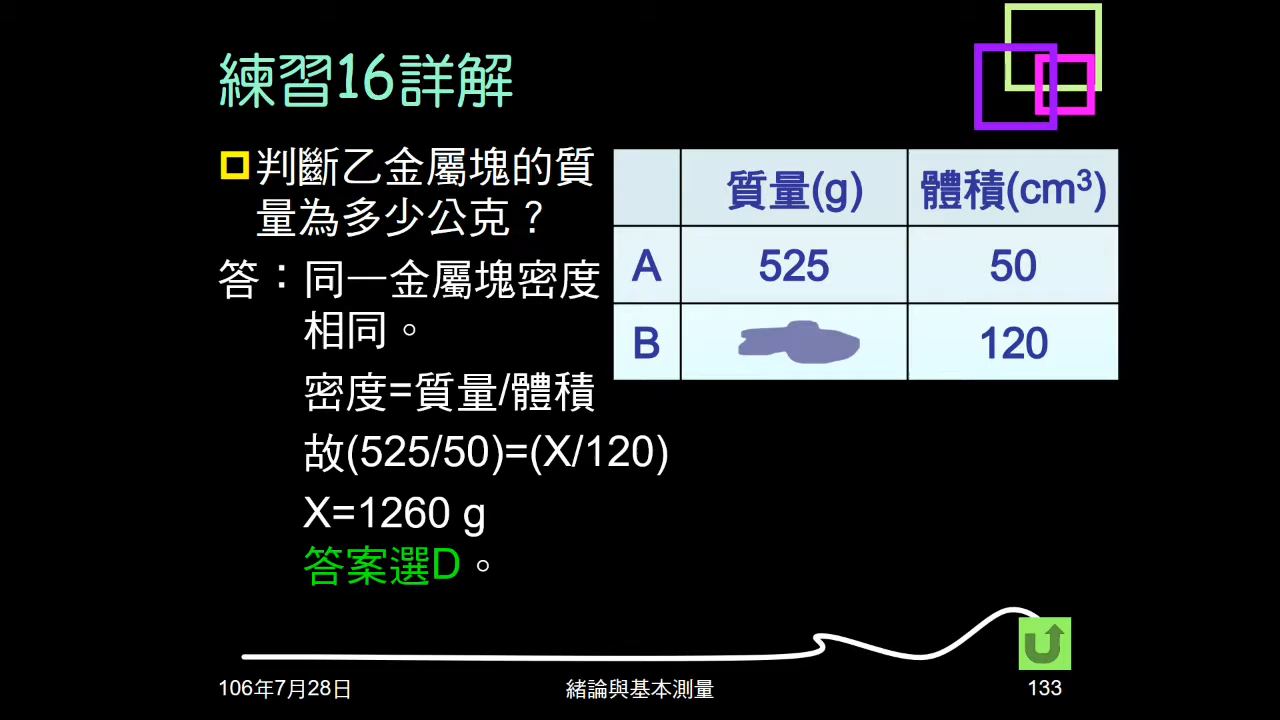 練習16詳解
判斷乙金屬塊的質
量為多少公克？
答：同一金屬塊密度
相同。
密度=質量/體積
故(525/50)=(X/120)
X=1260 g
答案選D。
質量(g) 體積(cm³)
A 525 50
B 120
106年7月28日 緒論與基本測量 133